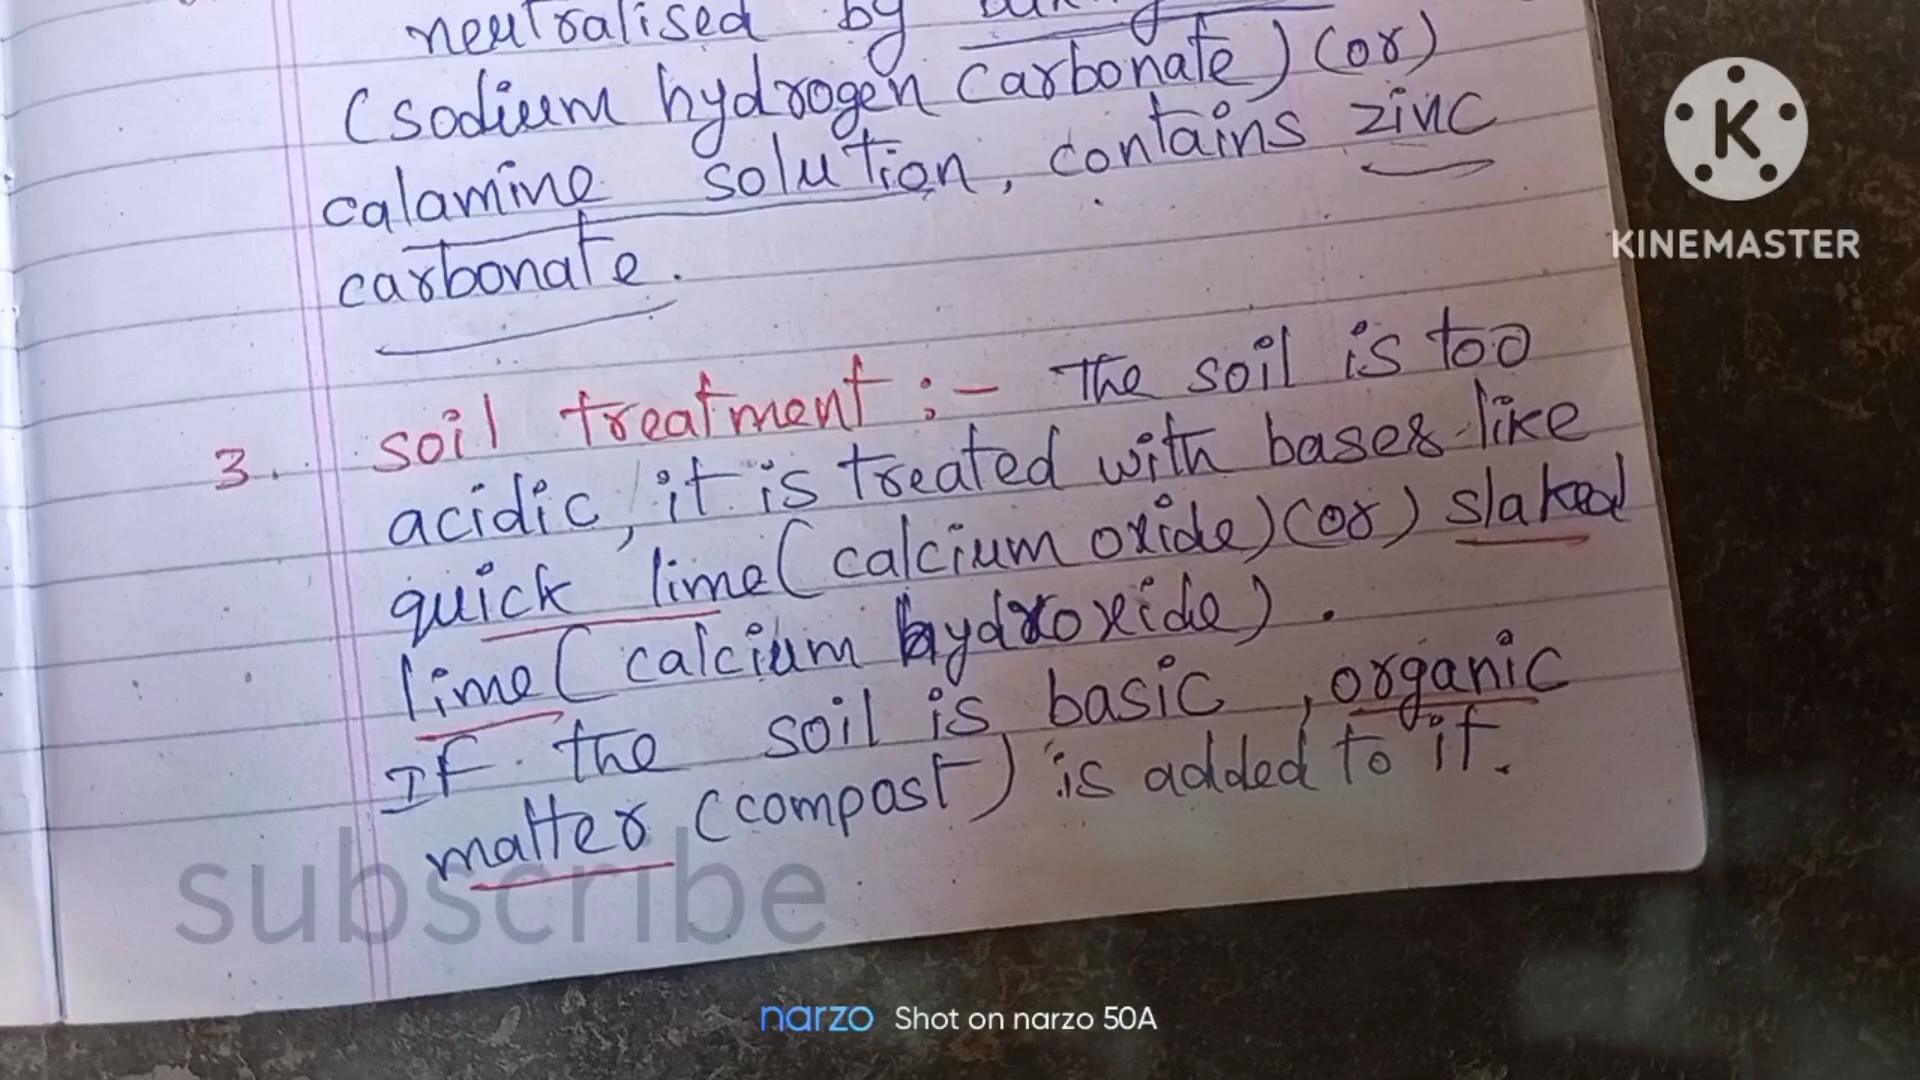 neutralised by
(sodium hydrogen carbonate) (or)
calamine solution, contains zinc
carbonate.
3. soil treatment :- The soil is too
acidic, it is treated with bases like
quick lime (calcium oxide) (or) slaked
lime (calcium hydroxide).
If the soil is basic, organic
matter (compost) is added to it.
K
KINEMASTER
subscribe
narzo Shot on narzo 50A